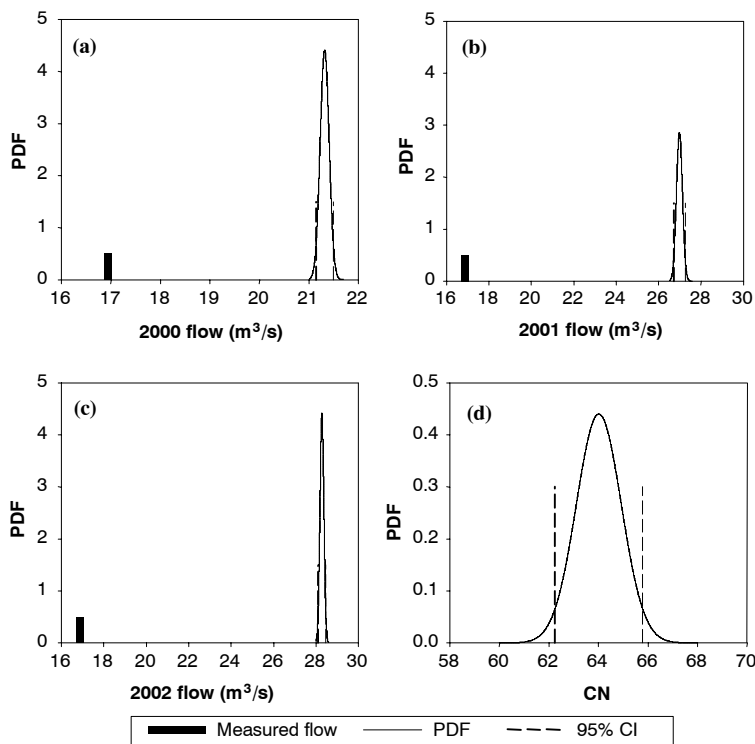 (a)
PDF
5
4
3
2
1
0
16 17 18 19 20 21 22
2000 flow (m³/s)
(b)
PDF
5
4
3
2
1
0
16 18 20 22 24 26 28 30
2001 flow (m³/s)
(c)
PDF
5
4
3
2
1
0
16 18 20 22 24 26 28 30
2002 flow (m³/s)
(d)
PDF
0.5
0.4
0.3
0.2
0.1
0.0
58 60 62 64 66 68 70
CN
Measured flow PDF 95% CI